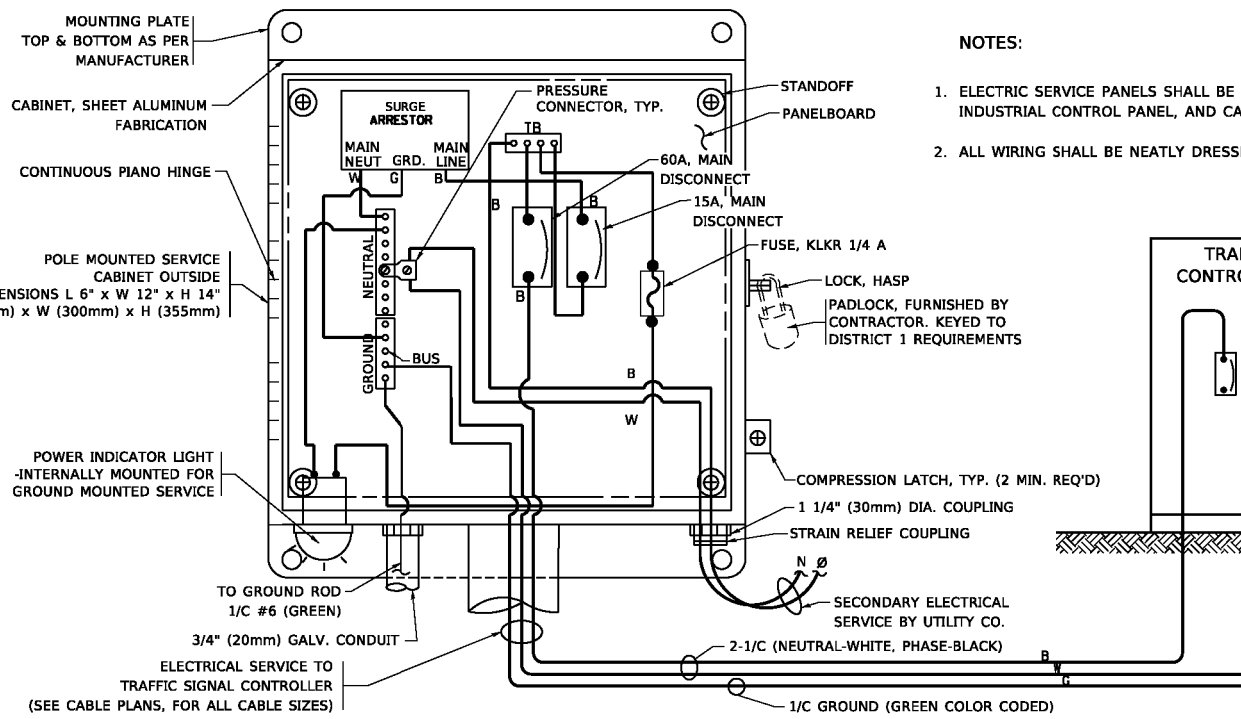 MOUNTING PLATE
TOP & BOTTOM AS PER
MANUFACTURER
CABINET, SHEET ALUMINUM
FABRICATION
CONTINUOUS PIANO HINGE
POLE MOUNTED SERVICE
CABINET OUTSIDE
ENSIONS L 6" x W 12" x H 14"
m) x W (300mm) x H (355mm)
POWER INDICATOR LIGHT
-INTERNALLY MOUNTED FOR
GROUND MOUNTED SERVICE
TO GROUND ROD
1/C #6 (GREEN)
3/4" (20mm) GALV. CONDUIT
ELECTRICAL SERVICE TO
TRAFFIC SIGNAL CONTROLLER
(SEE CABLE PLANS, FOR ALL CABLE SIZES)
SURGE
ARRESTOR
MAIN
NEUT
GRD.
MAIN
LINE
W
G
B
PRESSURE
CONNECTOR, TYP.
TB
NEUTRAL
GROUND
BUS
B
B
B
B
W
STANDOFF
PANELBOARD
60A, MAIN
DISCONNECT
15A, MAIN
DISCONNECT
FUSE, KLKR 1/4 A
LOCK, HASP
PADLOCK, FURNISHED BY
CONTRACTOR. KEYED TO
DISTRICT 1 REQUIREMENTS
COMPRESSION LATCH, TYP. (2 MIN. REQ'D)
1 1/4" (30mm) DIA. COUPLING
STRAIN RELIEF COUPLING
N Ø
SECONDARY ELECTRICAL
SERVICE BY UTILITY CO.
2-1/C (NEUTRAL-WHITE, PHASE-BLACK)
B
W
G
1/C GROUND (GREEN COLOR CODED)
NOTES:
1. ELECTRIC SERVICE PANELS SHALL BE
INDUSTRIAL CONTROL PANEL, AND CA
2. ALL WIRING SHALL BE NEATLY DRESS
TRA
CONTRO